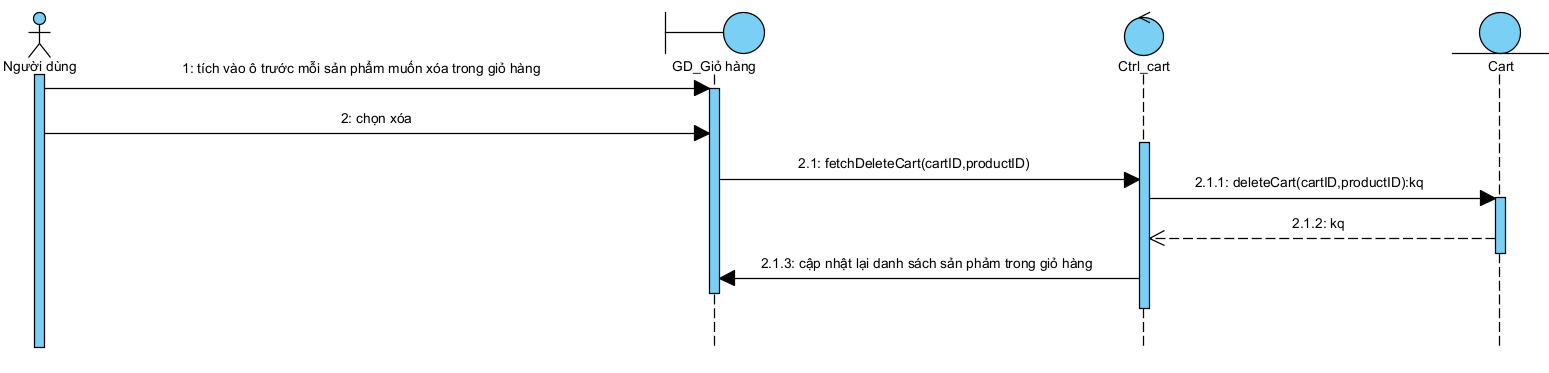 Người dùng
GD_Giỏ hàng
Ctrl_cart
Cart
1: tích vào ô trước mỗi sản phẩm muốn xóa trong giỏ hàng
2: chọn xóa
2.1: fetchDeleteCart(cartID,productID)
2.1.1: deleteCart(cartID,productID):kq
2.1.2: kq
2.1.3: cập nhật lại danh sách sản phảm trong giỏ hàng